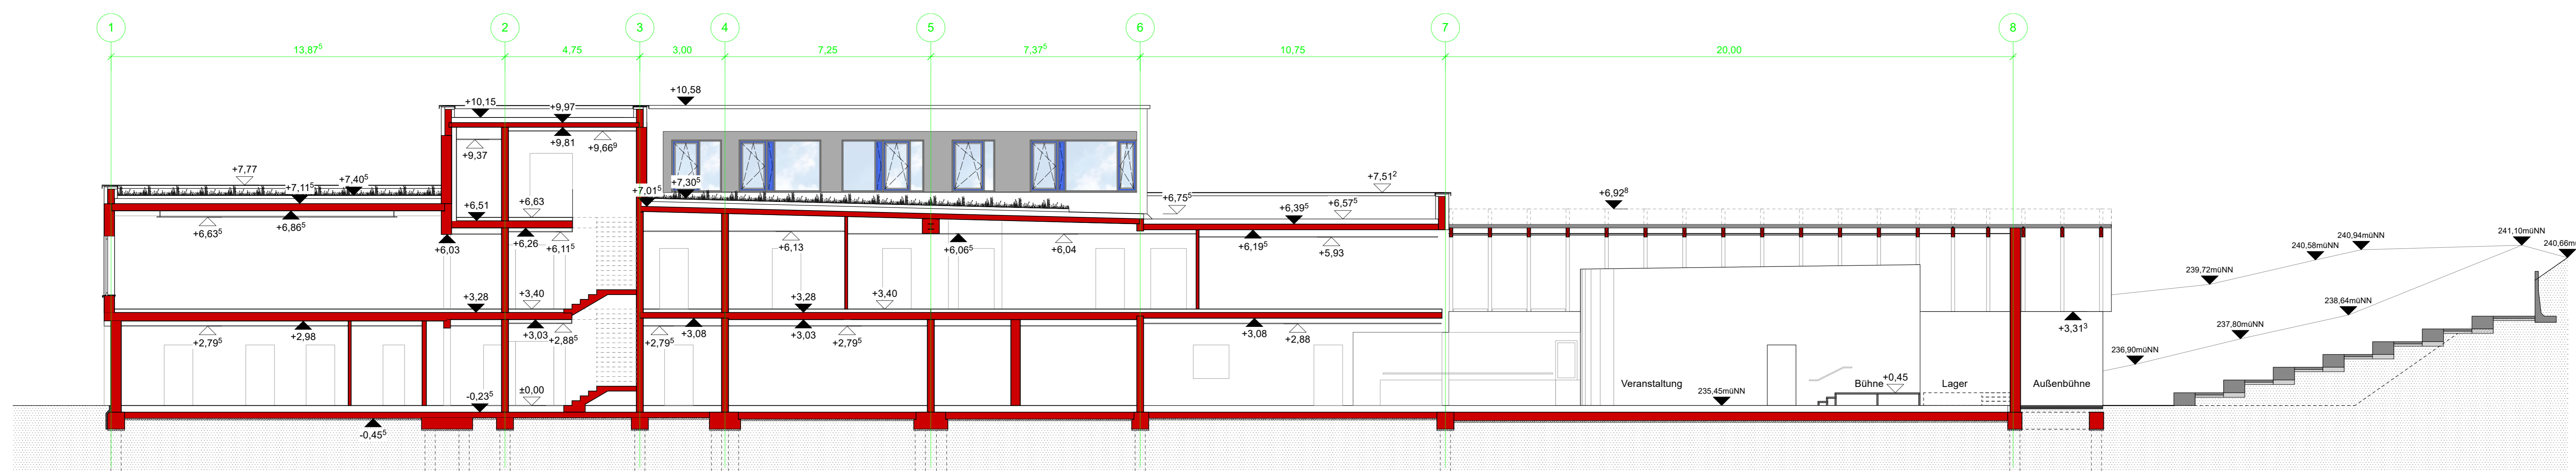 1 2 3 4 5 6 7 8
13,87⁵ 4,75 3,00 7,25 7,37⁵ 10,75 20,00
+10,58
+10,15 +9,97
+9,81 +9,66⁹
+9,37
+7,77 +7,40⁵ +7,11⁵
+7,30⁵
+7,01⁵
+7,51²
+6,92⁸
+6,75⁵ +6,57⁵ +6,39⁵
+6,51 +6,63
+6,63⁵ +6,86⁵
+6,03 +6,26 +6,11⁵
+6,13 +6,06⁵ +6,04 +6,19⁵ +5,93
241,10müNN
240,94müNN
240,58müNN
240,66m
239,72müNN
238,64müNN
237,80müNN
236,90müNN
+3,28 +3,40 +3,28 +3,40
+3,31³
+2,79⁵ +2,98 +3,03 +2,88⁵ +2,79⁵ +3,08 +3,03 +2,79⁵ +3,08 +2,88
Veranstaltung Bühne +0,45 Lager Außenbühne
235,45müNN
-0,23⁵ ±0,00
-0,45⁵